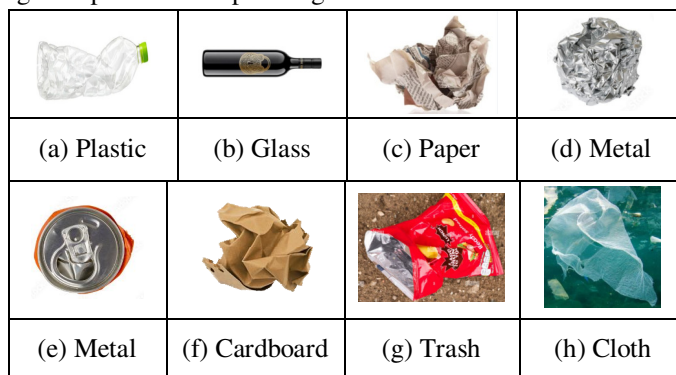 (a) Plastic
(b) Glass
(c) Paper
(d) Metal
(e) Metal
(f) Cardboard
(g) Trash
(h) Cloth